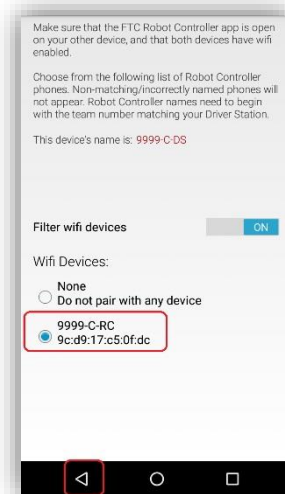 Make sure that the FTC Robot Controller app is open
on your other device, and that both devices have wifi
enabled.
Choose from the following list of Robot Controller
phones. Non-matching/incorrectly named phones will
not appear. Robot Controller names need to begin
with the team number matching your Driver Station.
This device's name is: 9999-C-DS
Filter wifi devices ON
Wifi Devices:
None
Do not pair with any device
9999-C-RC
9c:d9:17:c5:0f:dc